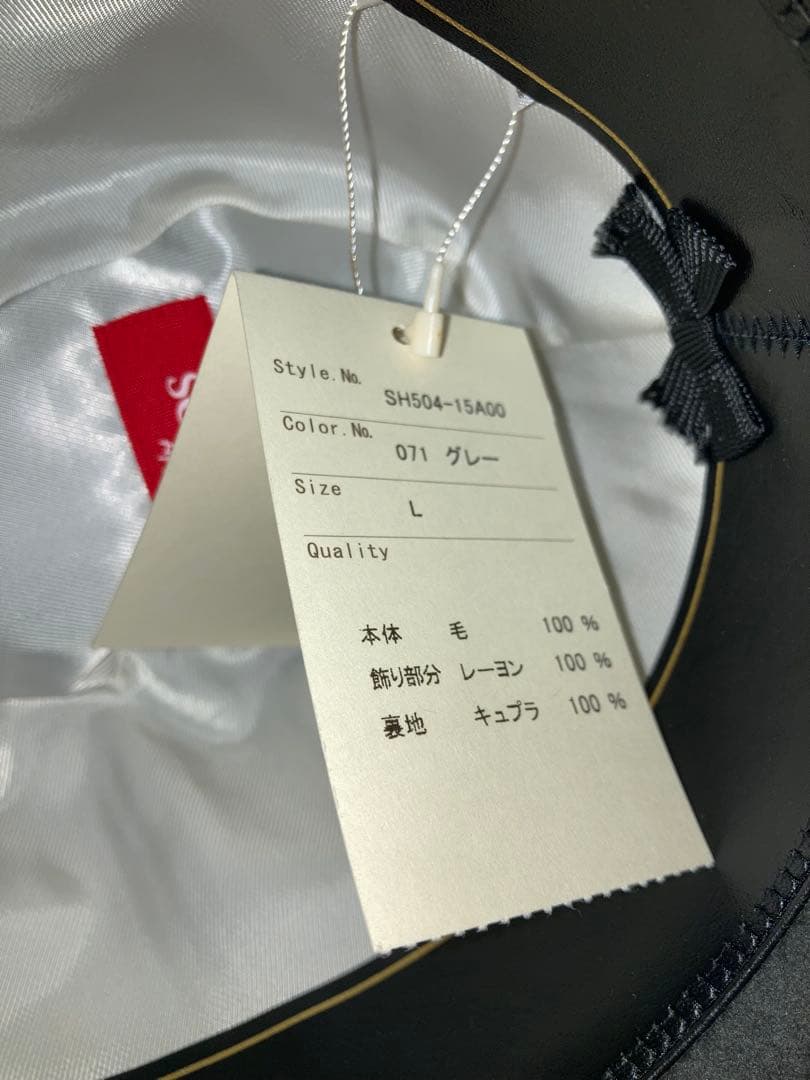 Style.No.
SH504-15A00
Color.No.
071 グレー
Size
L
Quality
本体 毛 100 %
飾り部分 レーヨン 100 %
裏地 キュプラ 100 %